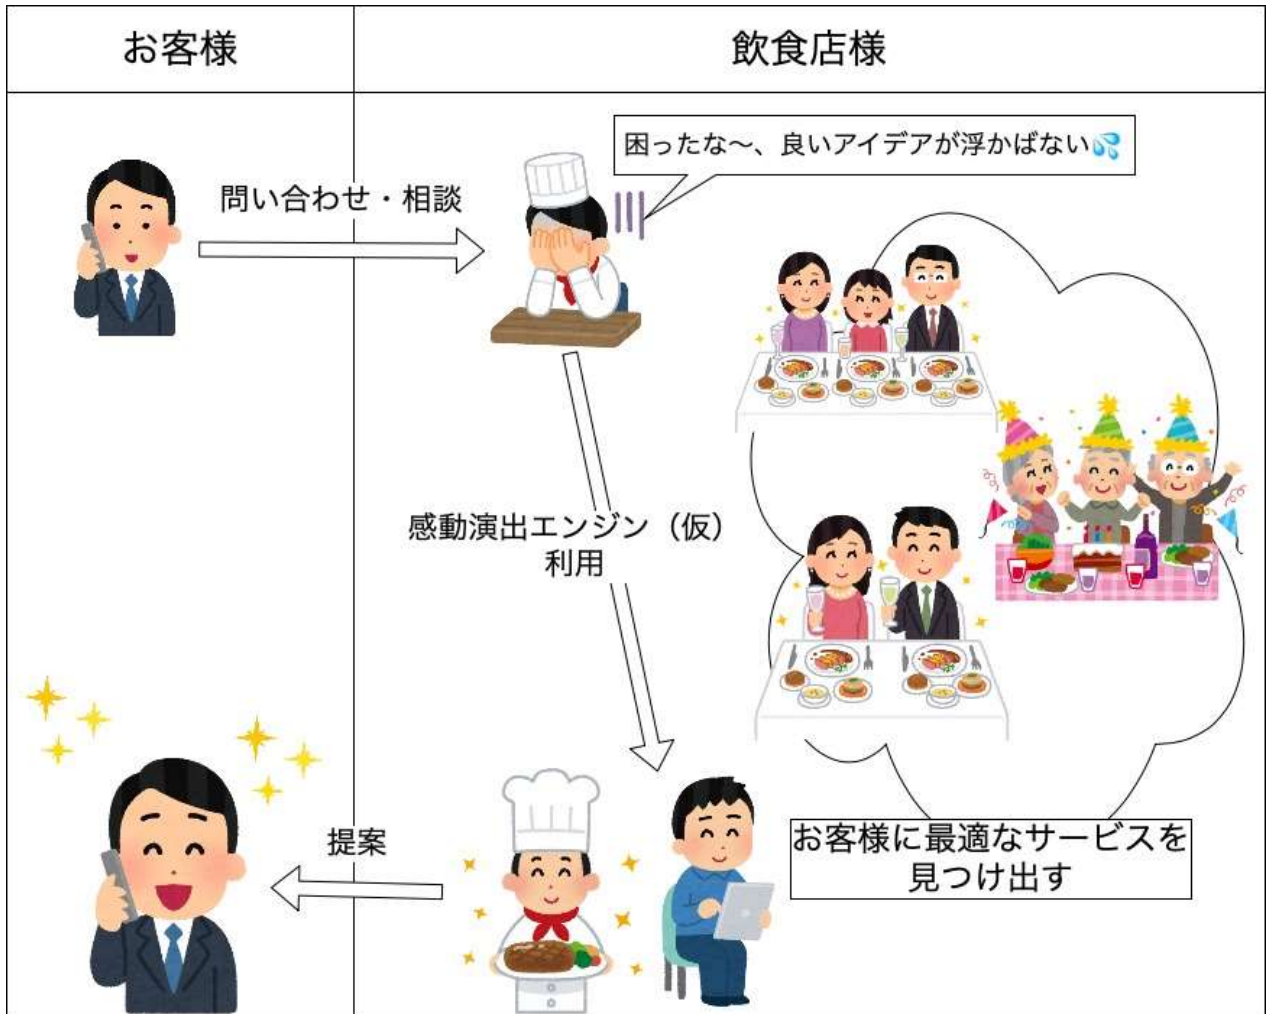 お客様
飲食店様
困ったな〜、良いアイデアが浮かばない💦
問い合わせ・相談
感動演出エンジン（仮）
利用
提案
お客様に最適なサービスを
見つけ出す